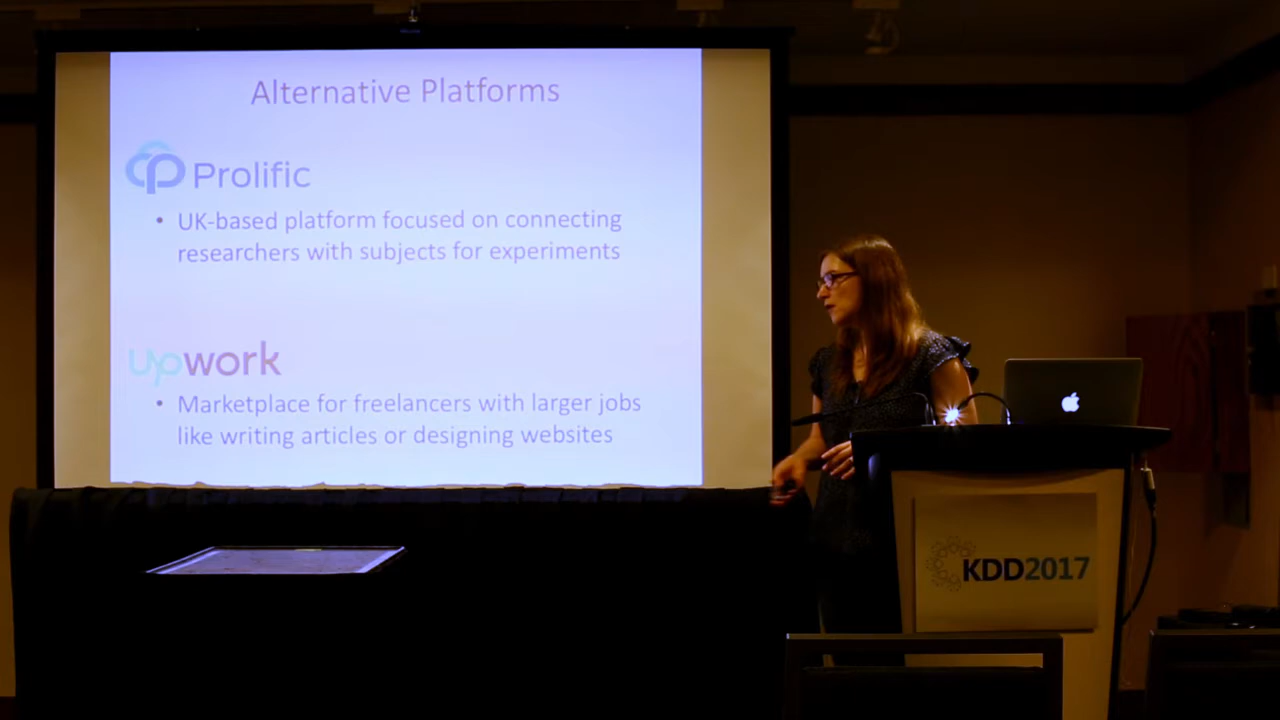 Alternative Platforms
Prolific
• UK-based platform focused on connecting
researchers with subjects for experiments
Upwork
• Marketplace for freelancers with larger jobs
like writing articles or designing websites
KDD2017